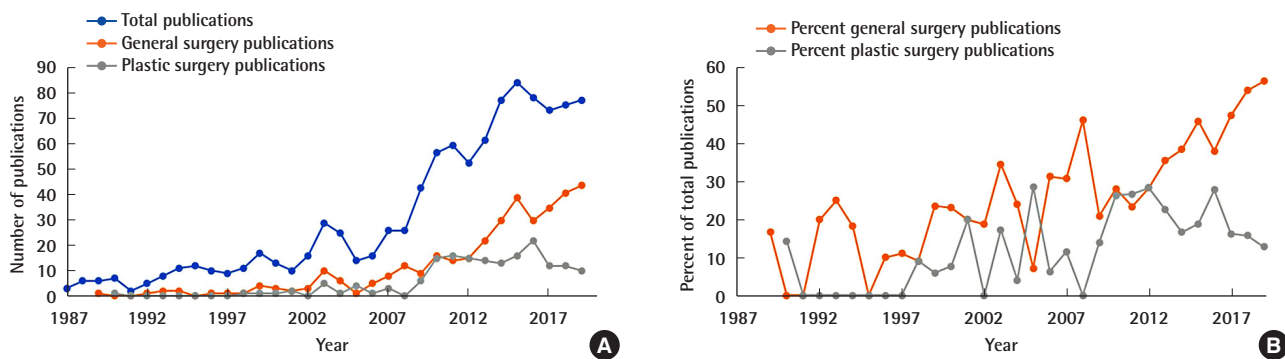 Total publications
General surgery publications
Plastic surgery publications
Number of publications
90
80
70
60
50
40
30
20
10
0
1987 1992 1997 2002 2007 2012 2017
Year
A
Percent general surgery publications
Percent plastic surgery publications
Percent of total publications
60
50
40
30
20
10
0
1987 1992 1997 2002 2007 2012 2017
Year
B